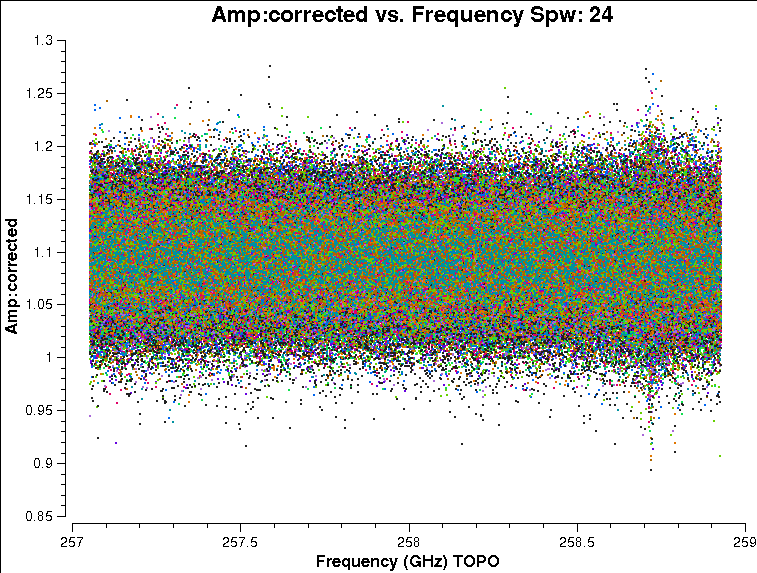 Amp:corrected vs. Frequency Spw: 24
1.3
1.25
1.2
1.15
1.1
1.05
1
0.95
0.9
0.85
Amp:corrected
257 257.5 258 258.5 259
Frequency (GHz) TOPO